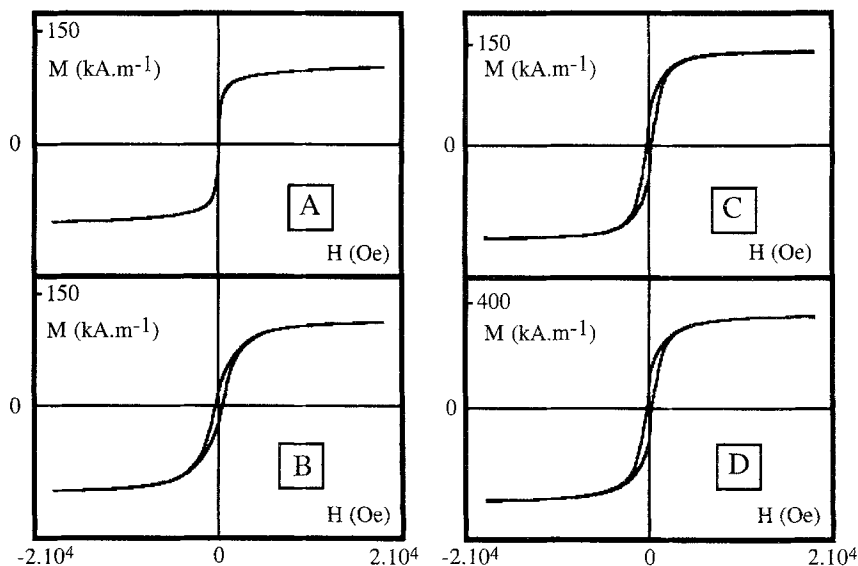 150
M (kA.m-1)
0
A
H (Oe)
150
M (kA.m-1)
0
B
H (Oe)
-2.10⁴
0
2.10⁴
150
M (kA.m-1)
0
C
H (Oe)
400
M (kA.m-1)
0
D
H (Oe)
-2.10⁴
0
2.10⁴